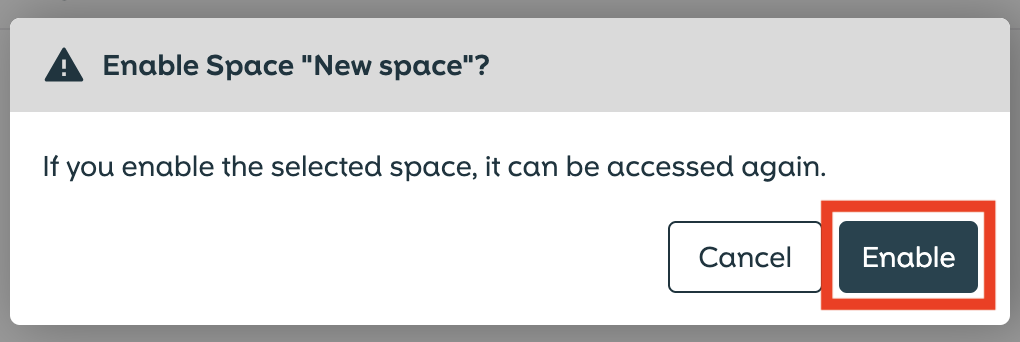 Enable Space "New space"?
If you enable the selected space, it can be accessed again.
Cancel
Enable